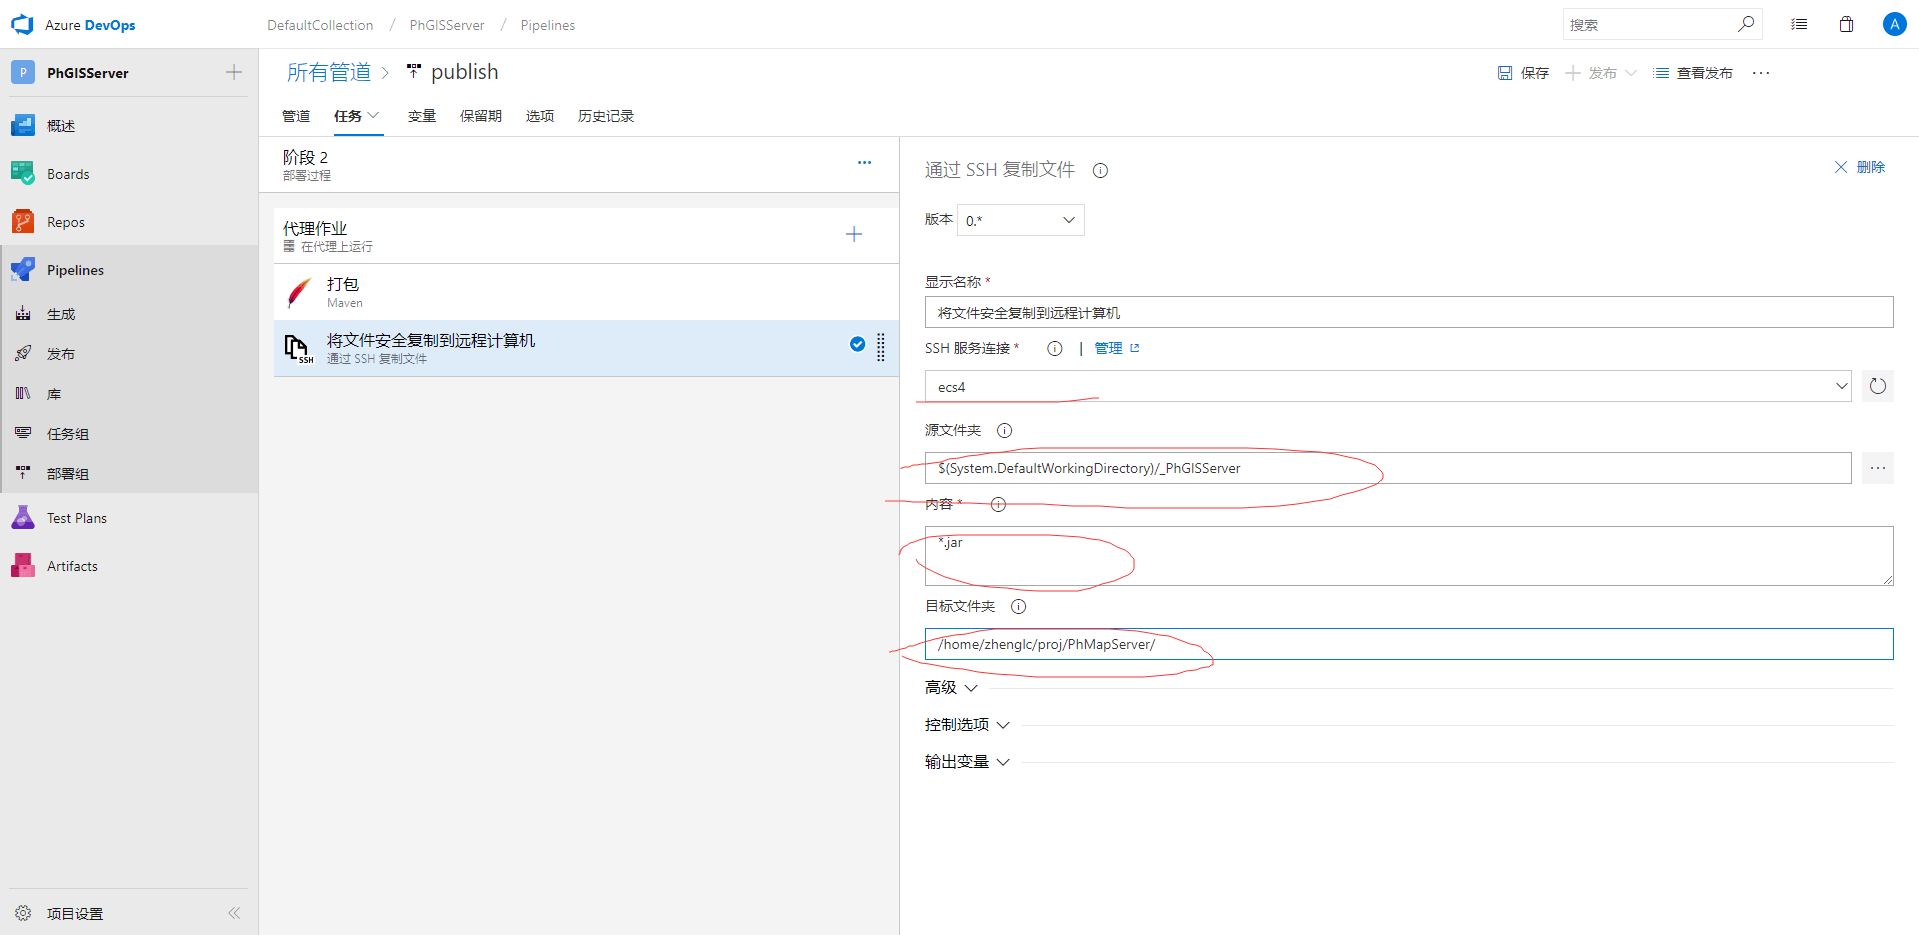 Azure DevOps
DefaultCollection / PhGISServer / Pipelines
搜索
A
P PhGISServer
概述
Boards
Repos
Pipelines
生成
发布
库
任务组
部署组
Test Plans
Artifacts
项目设置
所有管道 > publish
保存 发布 查看发布 ···
管道 任务 变量 保留期 选项 历史记录
阶段 2
部署过程
代理作业
在代理上运行
打包
Maven
SSH
将文件安全复制到远程计算机
通过 SSH 复制文件
通过 SSH 复制文件
删除
版本 0.*
显示名称 *
将文件安全复制到远程计算机
SSH 服务连接 * | 管理
ecs4
源文件夹
$(System.DefaultWorkingDirectory)/_PhGISServer
内容 *
*.jar
目标文件夹
/home/zhenglc/proj/PhMapServer/
高级
控制选项
输出变量